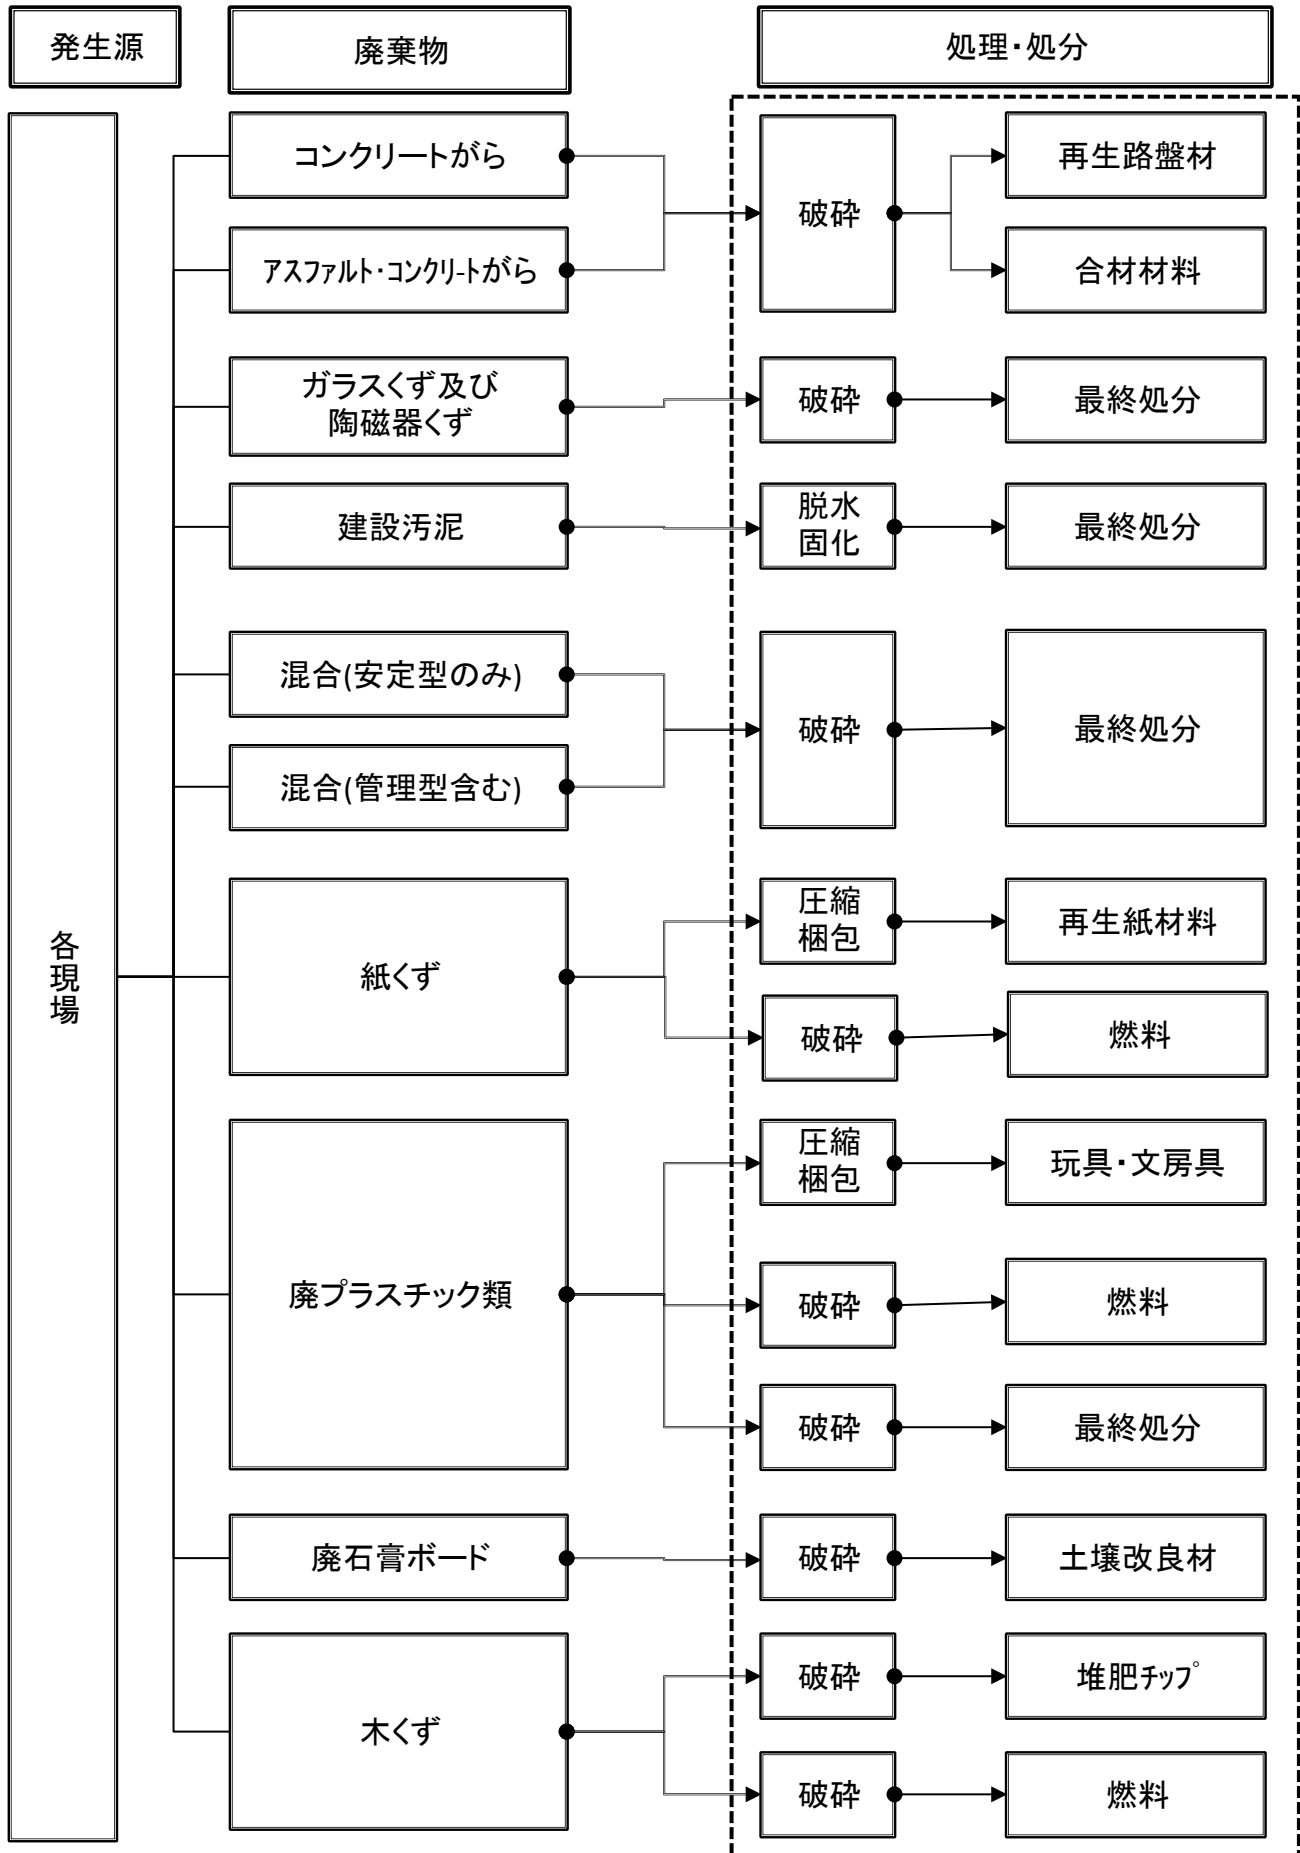 発生源
廃棄物
処理・処分
各現場
コンクリートがら
破砕
再生路盤材
アスファルト・コンクリートがら
合材材料
ガラスくず及び
陶磁器くず
破砕
最終処分
建設汚泥
脱水
固化
最終処分
混合(安定型のみ)
破砕
最終処分
混合(管理型含む)
紙くず
圧縮
梱包
再生紙材料
破砕
燃料
廃プラスチック類
圧縮
梱包
玩具・文房具
破砕
燃料
破砕
最終処分
廃石膏ボード
破砕
土壌改良材
木くず
破砕
堆肥チップ
破砕
燃料